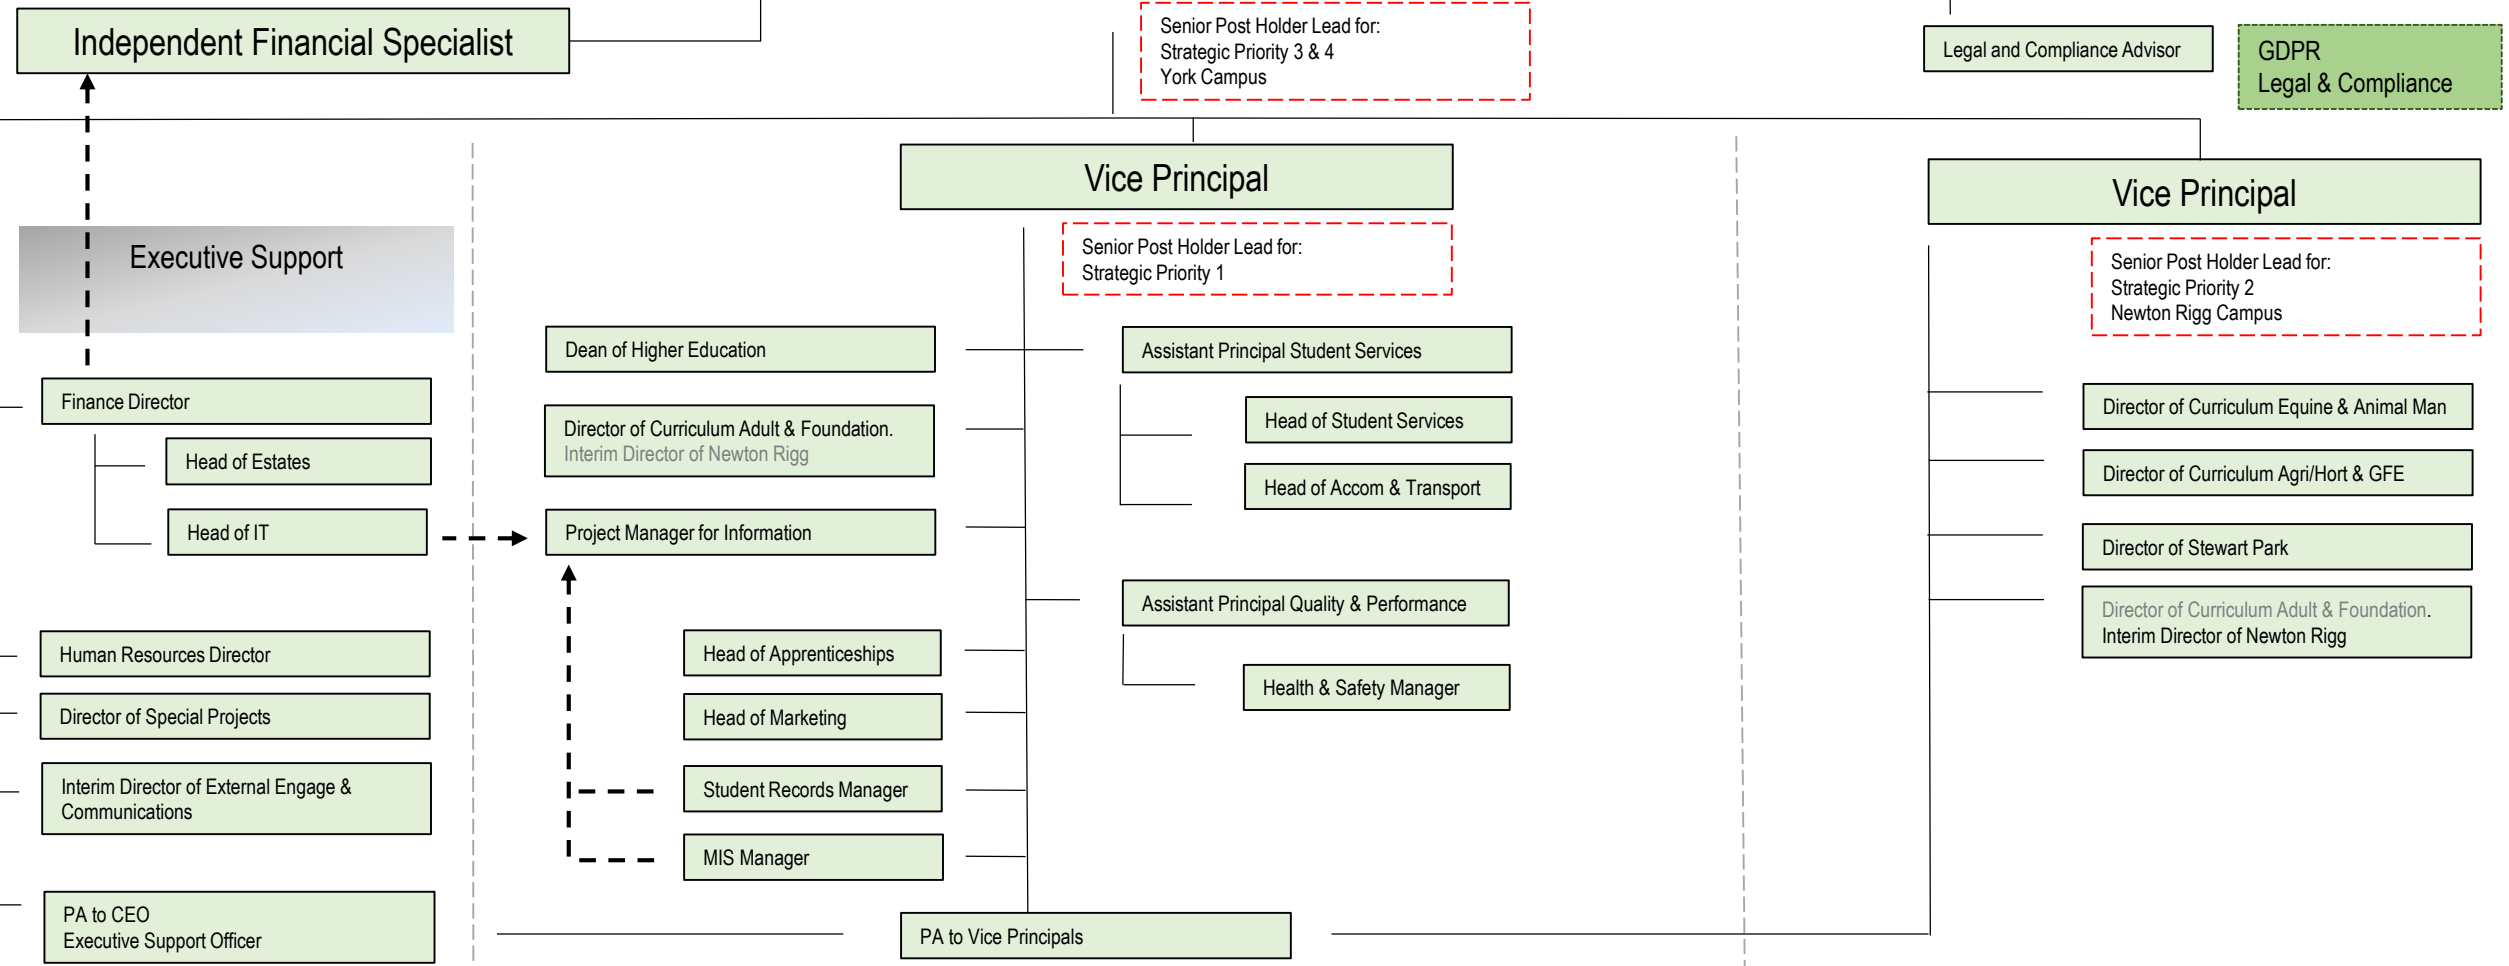 Independent Financial Specialist
Senior Post Holder Lead for:
Strategic Priority 3 & 4
York Campus
Legal and Compliance Advisor
GDPR
Legal & Compliance
Vice Principal
Vice Principal
Executive Support
Senior Post Holder Lead for:
Strategic Priority 1
Senior Post Holder Lead for:
Strategic Priority 2
Newton Rigg Campus
Finance Director
Head of Estates
Head of IT
Human Resources Director
Director of Special Projects
Interim Director of External Engage &
Communications
PA to CEO
Executive Support Officer
Dean of Higher Education
Director of Curriculum Adult & Foundation.
Interim Director of Newton Rigg
Project Manager for Information
Head of Apprenticeships
Head of Marketing
Student Records Manager
MIS Manager
PA to Vice Principals
Assistant Principal Student Services
Head of Student Services
Head of Accom & Transport
Assistant Principal Quality & Performance
Health & Safety Manager
Director of Curriculum Equine & Animal Man
Director of Curriculum Agri/Hort & GFE
Director of Stewart Park
Director of Curriculum Adult & Foundation.
Interim Director of Newton Rigg